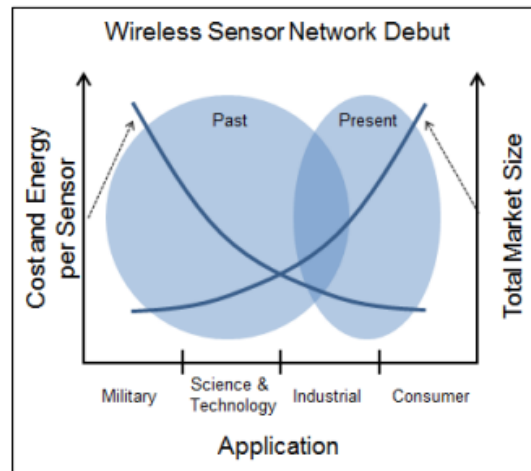 Wireless Sensor Network Debut
Past
Present
Cost and Energy
per Sensor
Total Market Size
Military
Science &
Technology
Industrial
Consumer
Application